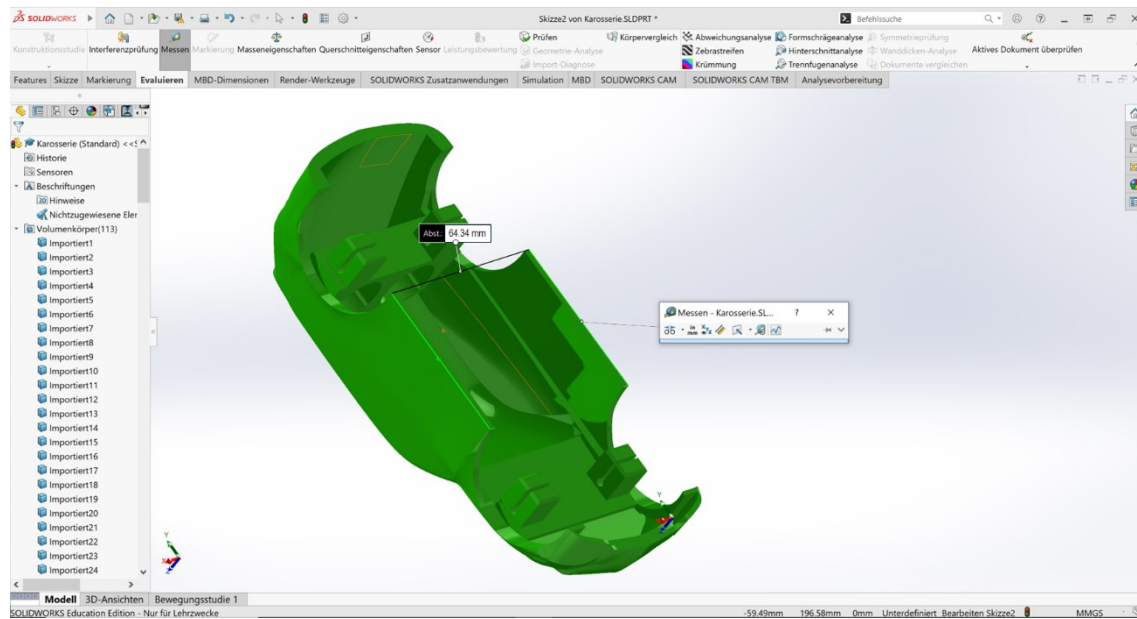 SOLIDWORKS
Skizze2 von Karosserie.SLDPRT *
Befehlssuche
Konstruktionsstudie
Interferenzprüfung
Messen
Markierung
Masseneigenschaften
Querschnitteigenschaften
Sensor
Leistungsbewertung
Prüfen
Geometrie-Analyse
Import-Diagnose
Körpervergleich
Abweichungsanalyse
Zebrastreifen
Krümmung
Formschrägeanalyse
Hinterschnittanalyse
Trennfugenanalyse
Symmetrieprüfung
Wanddicken-Analyse
Dokumente vergleichen
Aktives Dokument überprüfen
Features Skizze Markierung Evaluieren MBD-Dimensionen Render-Werkzeuge SOLIDWORKS Zusatzanwendungen Simulation MBD SOLIDWORKS CAM SOLIDWORKS CAM TBM Analysevorbereitung
Karosserie (Standard) <<S
Historie
Sensoren
Beschriftungen
Hinweise
Nichtzugewiesene Eler
Volumenkörper(113)
Importiert1
Importiert2
Importiert3
Importiert4
Importiert5
Importiert6
Importiert7
Importiert8
Importiert9
Importiert10
Importiert11
Importiert12
Importiert13
Importiert14
Importiert15
Importiert16
Importiert17
Importiert18
Importiert19
Importiert20
Importiert21
Importiert22
Importiert23
Importiert24
Abst.: 64.34 mm
Messen - Karosserie.SL... ? ×
Y
Y
X
Z
Modell 3D-Ansichten Bewegungsstudie 1
SOLIDWORKS Education Edition - Nur für Lehrzwecke
-59.49mm 196.58mm 0mm Unterdefiniert Bearbeiten Skizze2 MMGS